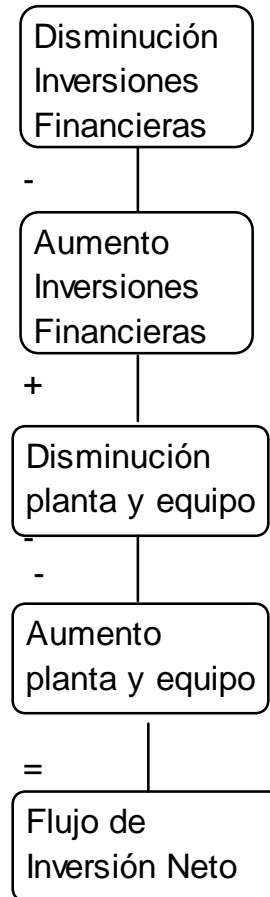 Disminución
Inversiones
Financieras
-
Aumento
Inversiones
Financieras
+
Disminución
planta y equipo
-
-
Aumento
planta y equipo
=
Flujo de
Inversión Neto